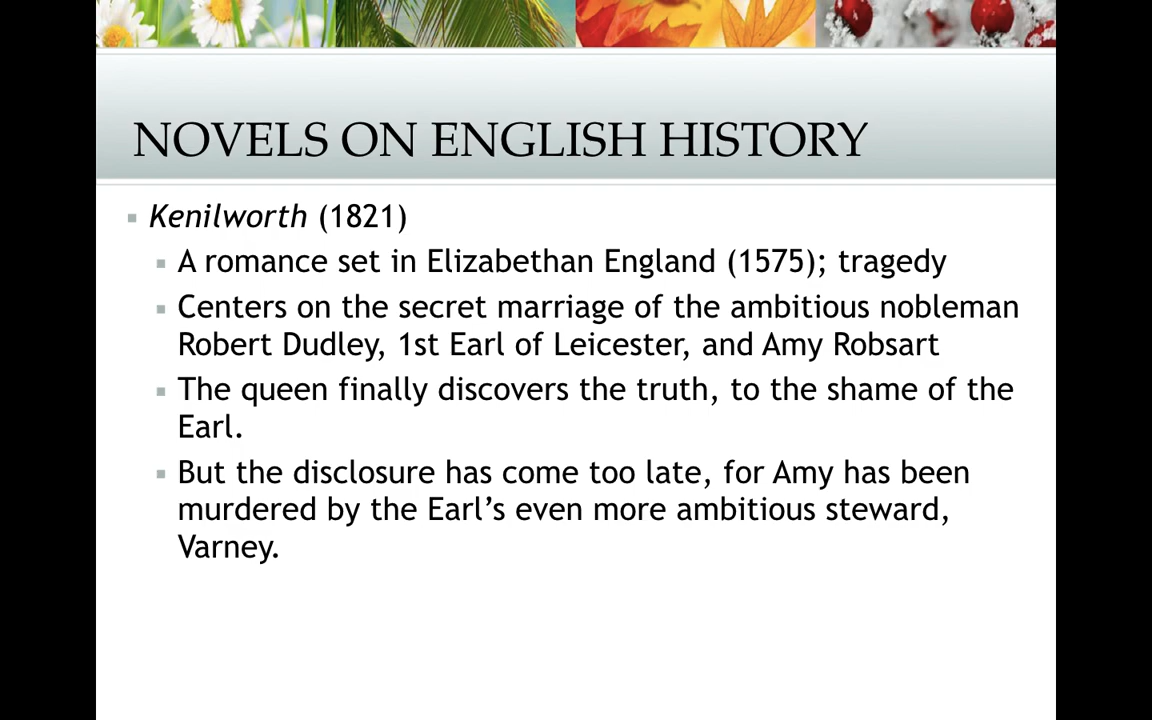 NOVELS ON ENGLISH HISTORY
Kenilworth (1821)
A romance set in Elizabethan England (1575); tragedy
Centers on the secret marriage of the ambitious nobleman
Robert Dudley, 1st Earl of Leicester, and Amy Robsart
The queen finally discovers the truth, to the shame of the
Earl.
But the disclosure has come too late, for Amy has been
murdered by the Earl’s even more ambitious steward,
Varney.